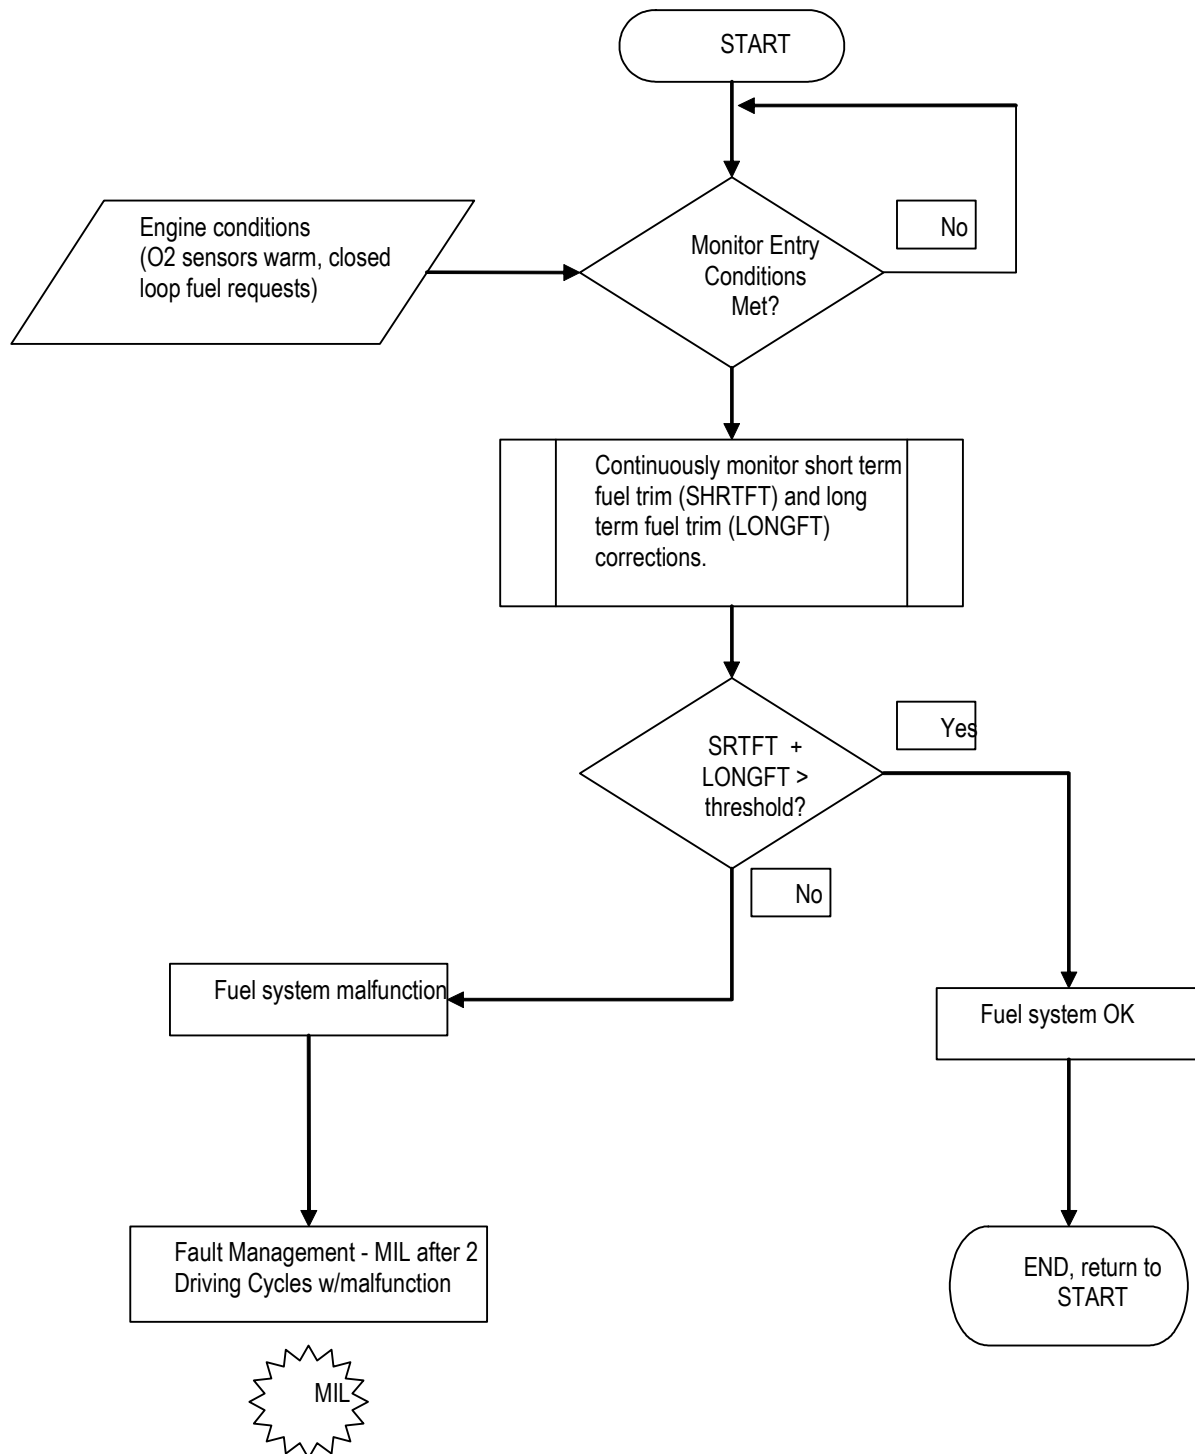 START
No
Engine conditions
(O2 sensors warm, closed
loop fuel requests)
Monitor Entry
Conditions
Met?
Continuously monitor short term
fuel trim (SHRTFT) and long
term fuel trim (LONGFT)
corrections.
Yes
SRTFT +
LONGFT >
threshold?
No
Fuel system malfunction
Fuel system OK
Fault Management - MIL after 2
Driving Cycles w/malfunction
END, return to
START
MIL